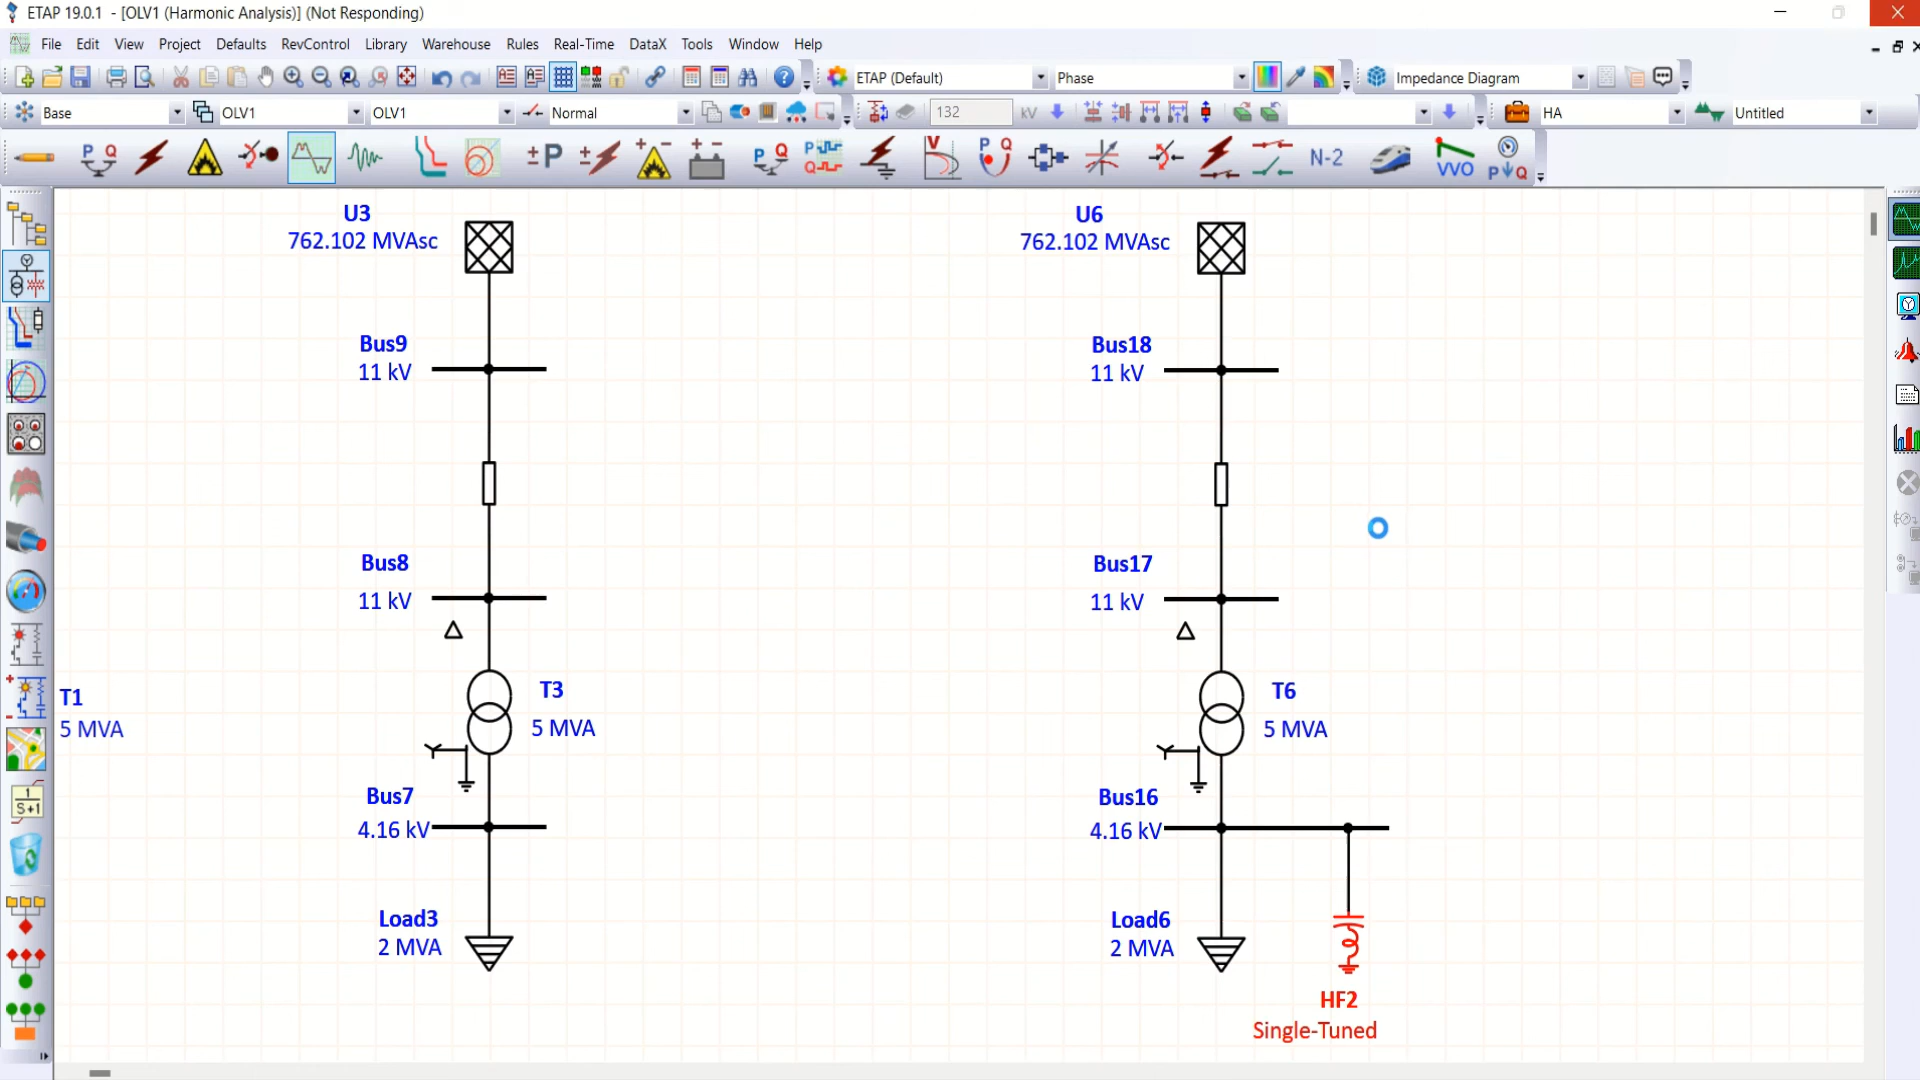 ETAP 19.0.1 - [OLV1 (Harmonic Analysis)] (Not Responding)
File Edit View Project Defaults RevControl Library Warehouse Rules Real-Time DataX Tools Window Help
ETAP (Default) Phase Impedance Diagram
Base OLV1 OLV1 Normal 132 kV HA Untitled
P Q ± P P Q P Q V P Q N-2 VVO P Q
U3
762.102 MVAsc
U6
762.102 MVAsc
Bus9
11 kV
Bus18
11 kV
Bus8
11 kV
Bus17
11 kV
T1
5 MVA
T3
5 MVA
T6
5 MVA
Bus7
4.16 kV
Bus16
4.16 kV
1
S+1
Load3
2 MVA
Load6
2 MVA
HF2
Single-Tuned